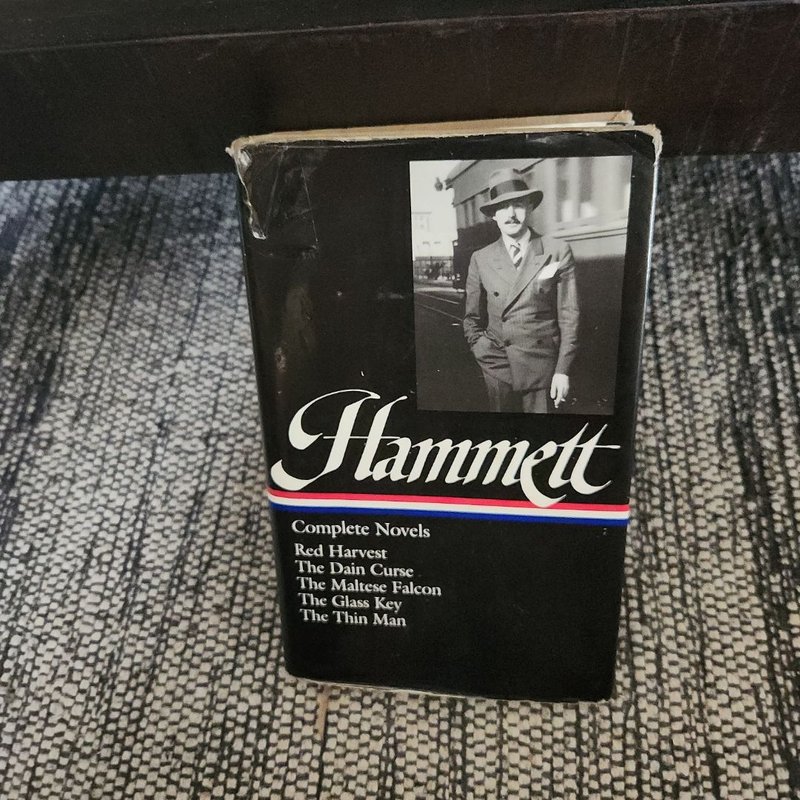 Hammett
Complete Novels
Red Harvest
The Dain Curse
The Maltese Falcon
The Glass Key
The Thin Man